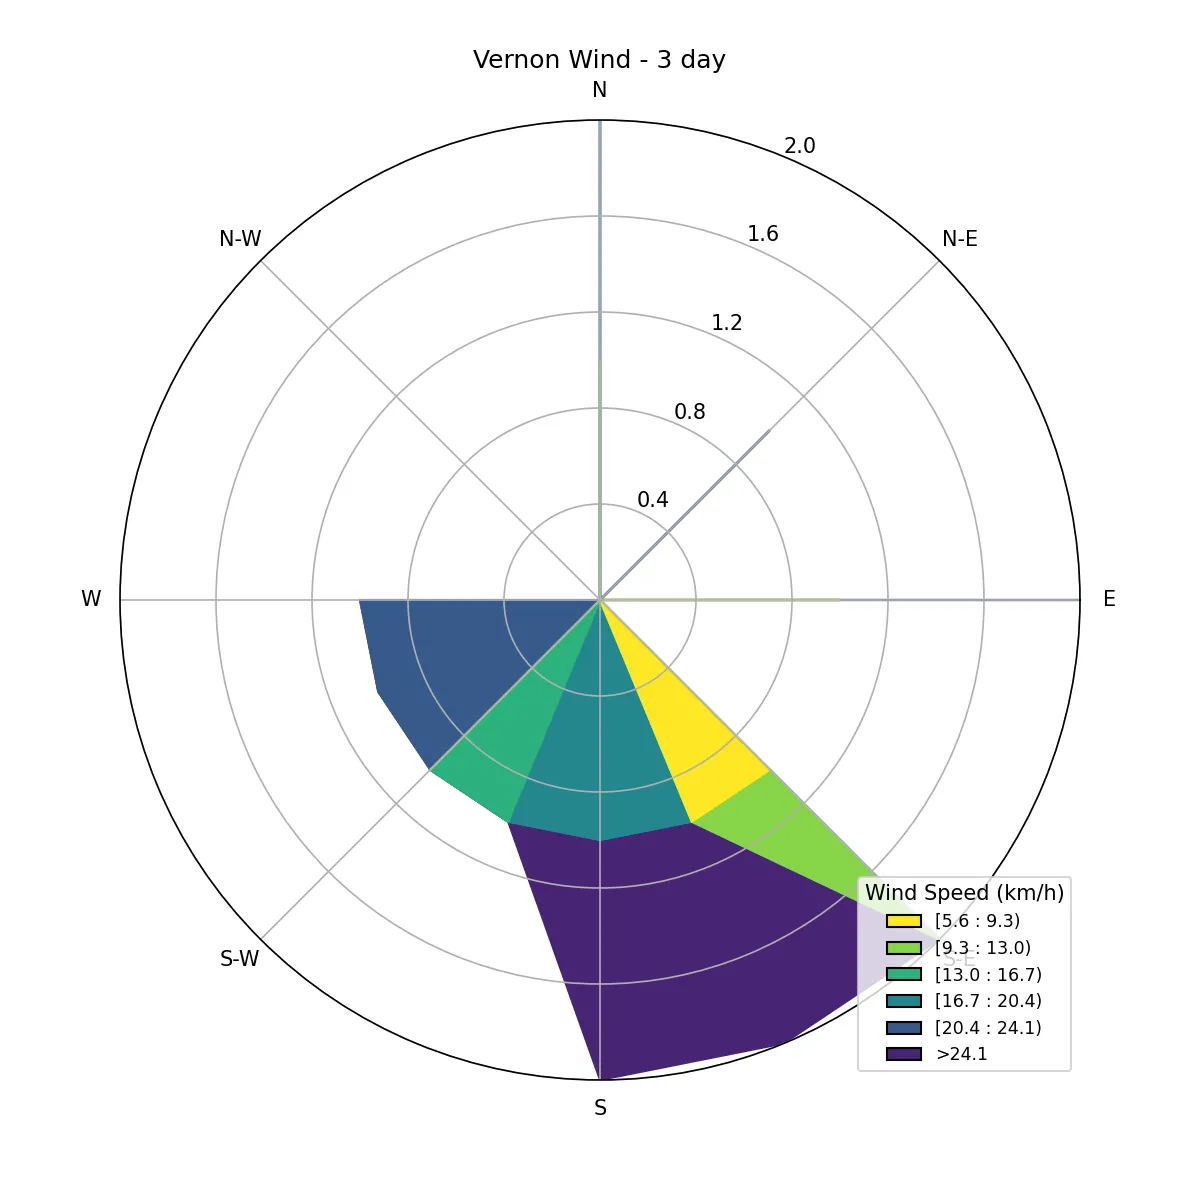 Vernon Wind - 3 day
N
2.0
N-W
1.6
N-E
1.2
0.8
0.4
W
E
S-W
S-E
S
Wind Speed (km/h)
[5.6 : 9.3)
[9.3 : 13.0)
[13.0 : 16.7)
[16.7 : 20.4)
[20.4 : 24.1)
>24.1